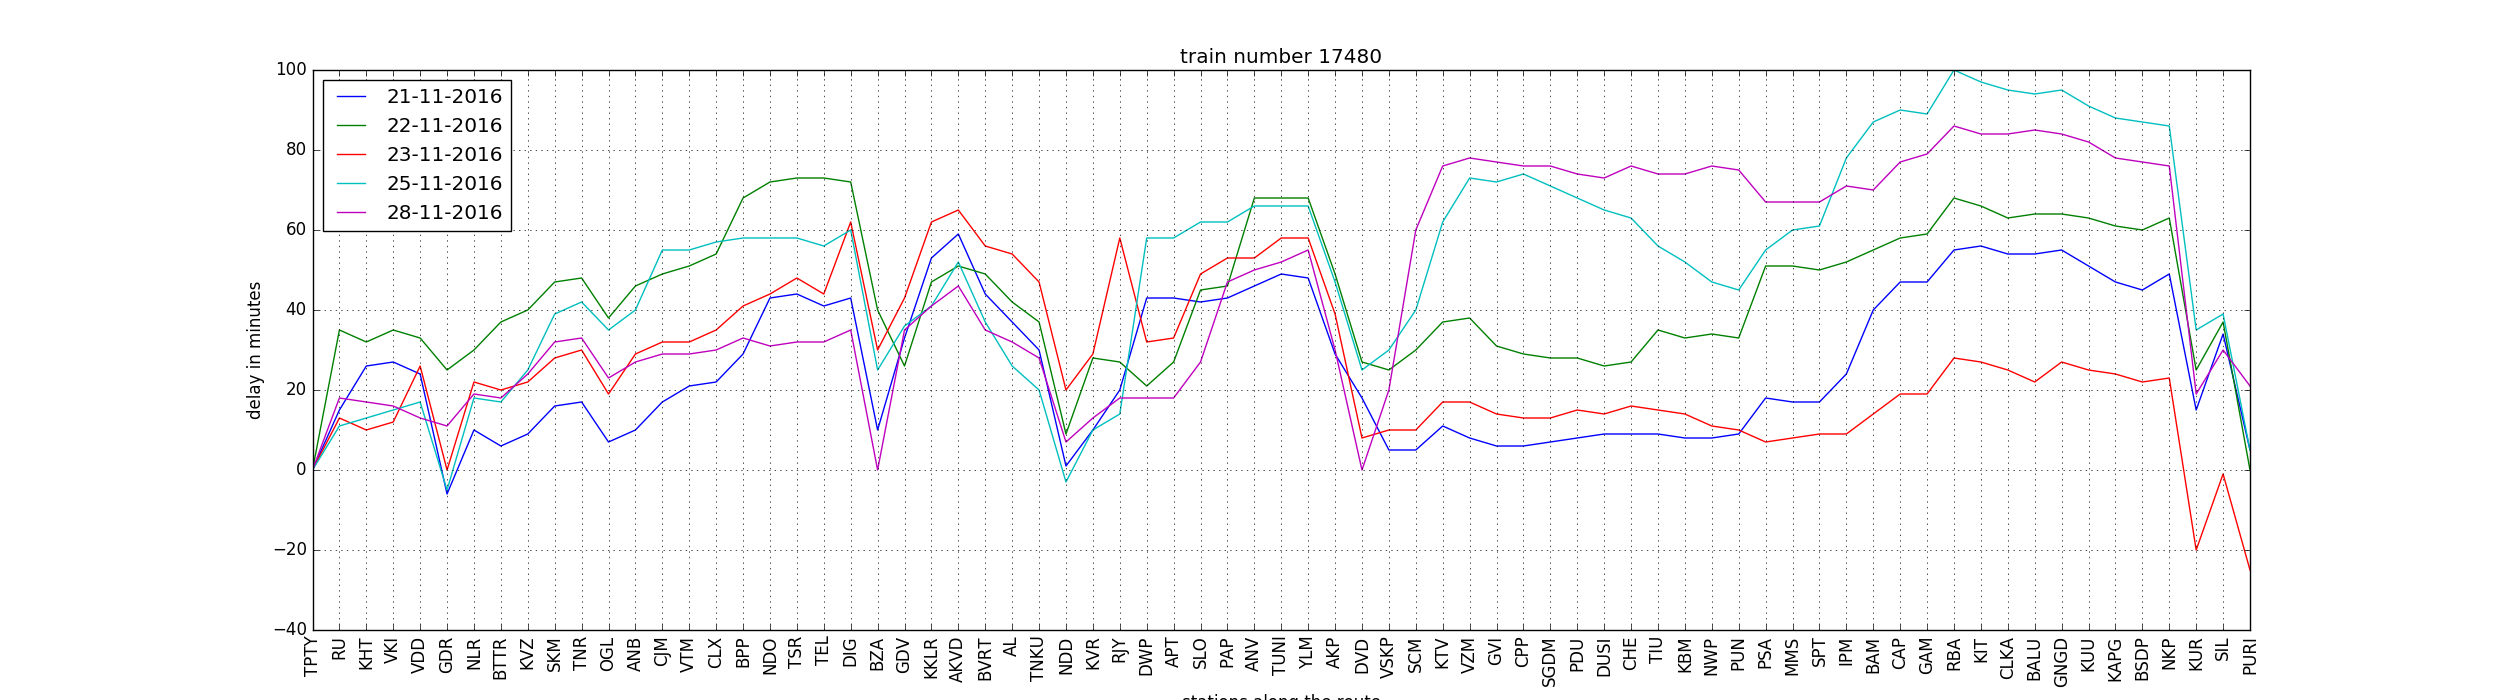 train number 17480
100
80
60
40
20
0
−20
−40
delay in minutes
21-11-2016
22-11-2016
23-11-2016
25-11-2016
28-11-2016
TPTY
RU
KHT
VKI
VDD
GDR
NLR
BTTR
KVZ
SKM
TNR
OGL
ANB
CJM
VTM
CLX
BPP
NDO
TSR
TEL
DIG
BZA
GDV
KKLR
AKVD
BVRT
AL
TNKU
NDD
KVR
RJY
DWP
APT
SLO
PAP
ANV
TUNI
YLM
AKP
DVD
VSKP
SCM
KTV
VZM
GVI
CPP
SGDM
PDU
DUSI
CHE
TIU
KBM
NWP
PUN
PSA
MMS
SPT
IPM
BAM
CAP
GAM
RBA
KIT
CLKA
BALU
GNGD
KUU
KAPG
BSDP
NKP
KUR
SIL
PURI
stations along the route